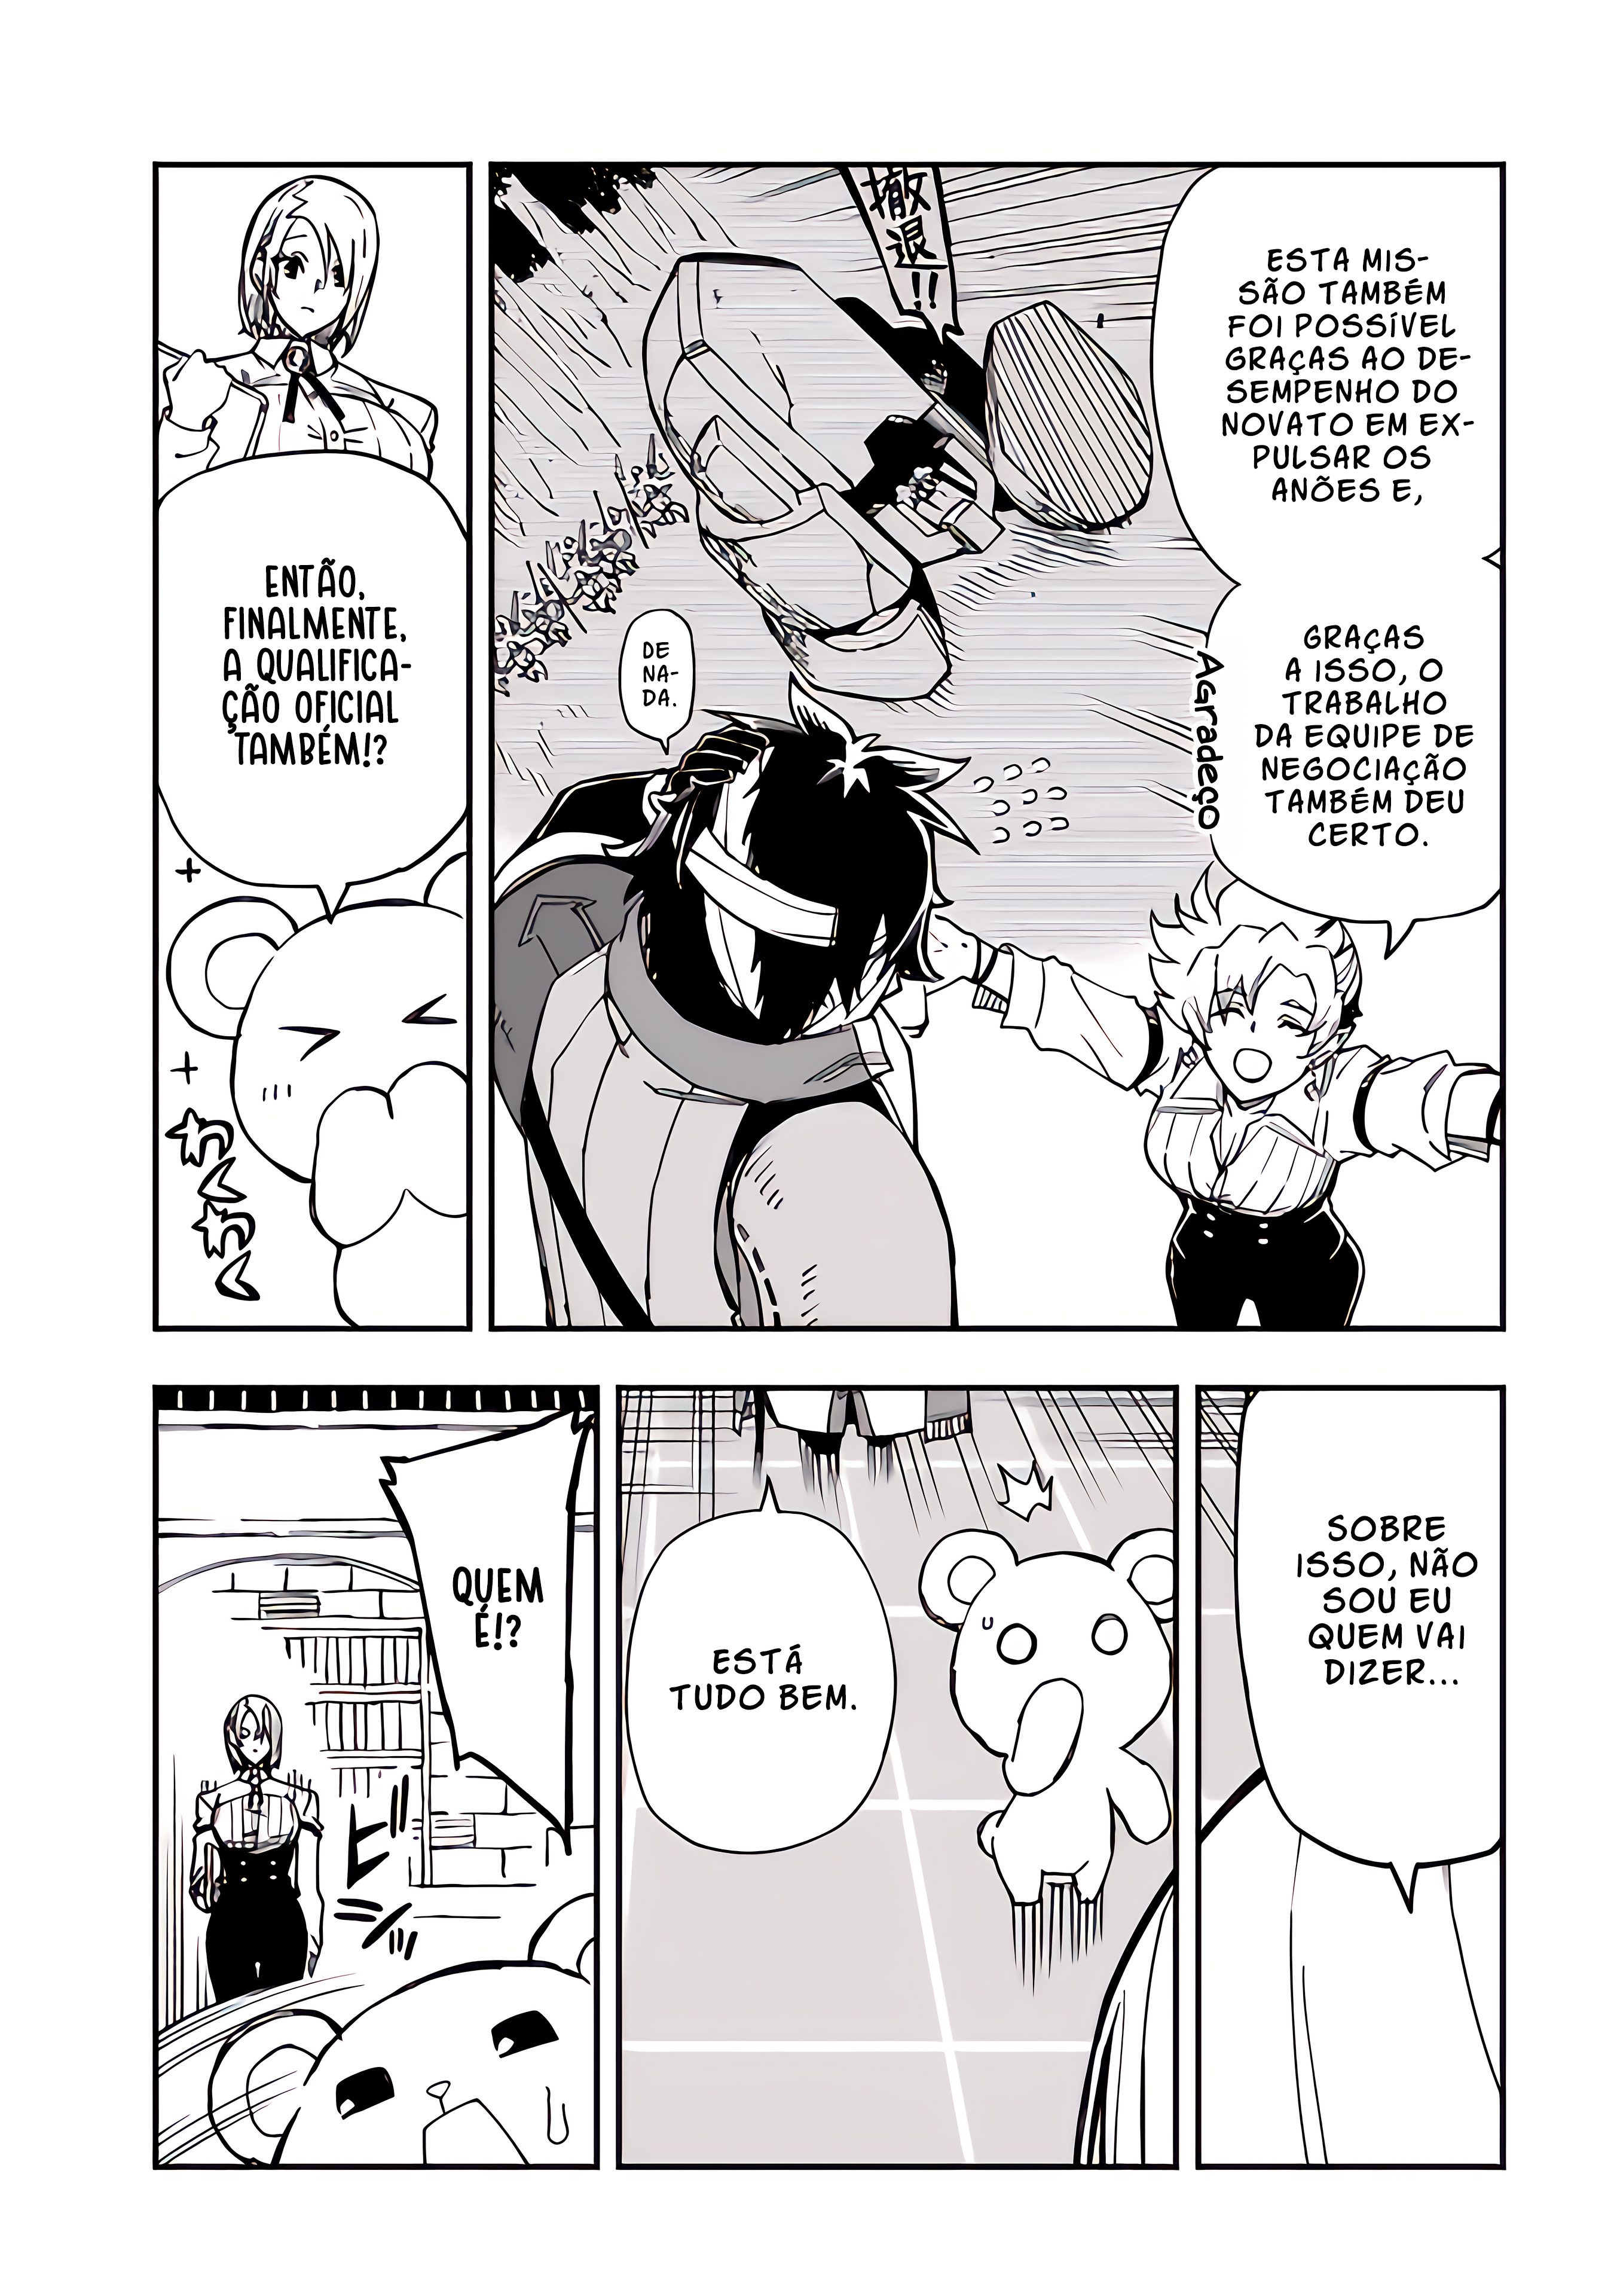 ESTA MIS-
SÃO TAMBÉM
FOI POSSÍVEL
GRAÇAS AO DE-
SEMPENHO DO
NOVATO EM EX-
PULSAR OS
ANÕES E,
GRAÇAS
A ISSO, O
TRABALHO
DA EQUIPE DE
NEGOCIAÇÃO
TAMBÉM DEU
CERTO.
Agradeço
撤退!!
DE
NA-
DA.
ENTÃO,
FINALMENTE,
A QUALIFICA-
ÇÃO OFICIAL
TAMBÉM!?
わくわく
SOBRE
ISSO, NÃO
SOU EU
QUEM VAI
DIZER...
ESTÁ
TUDO BEM.
QUEM
É!?
ビシッ